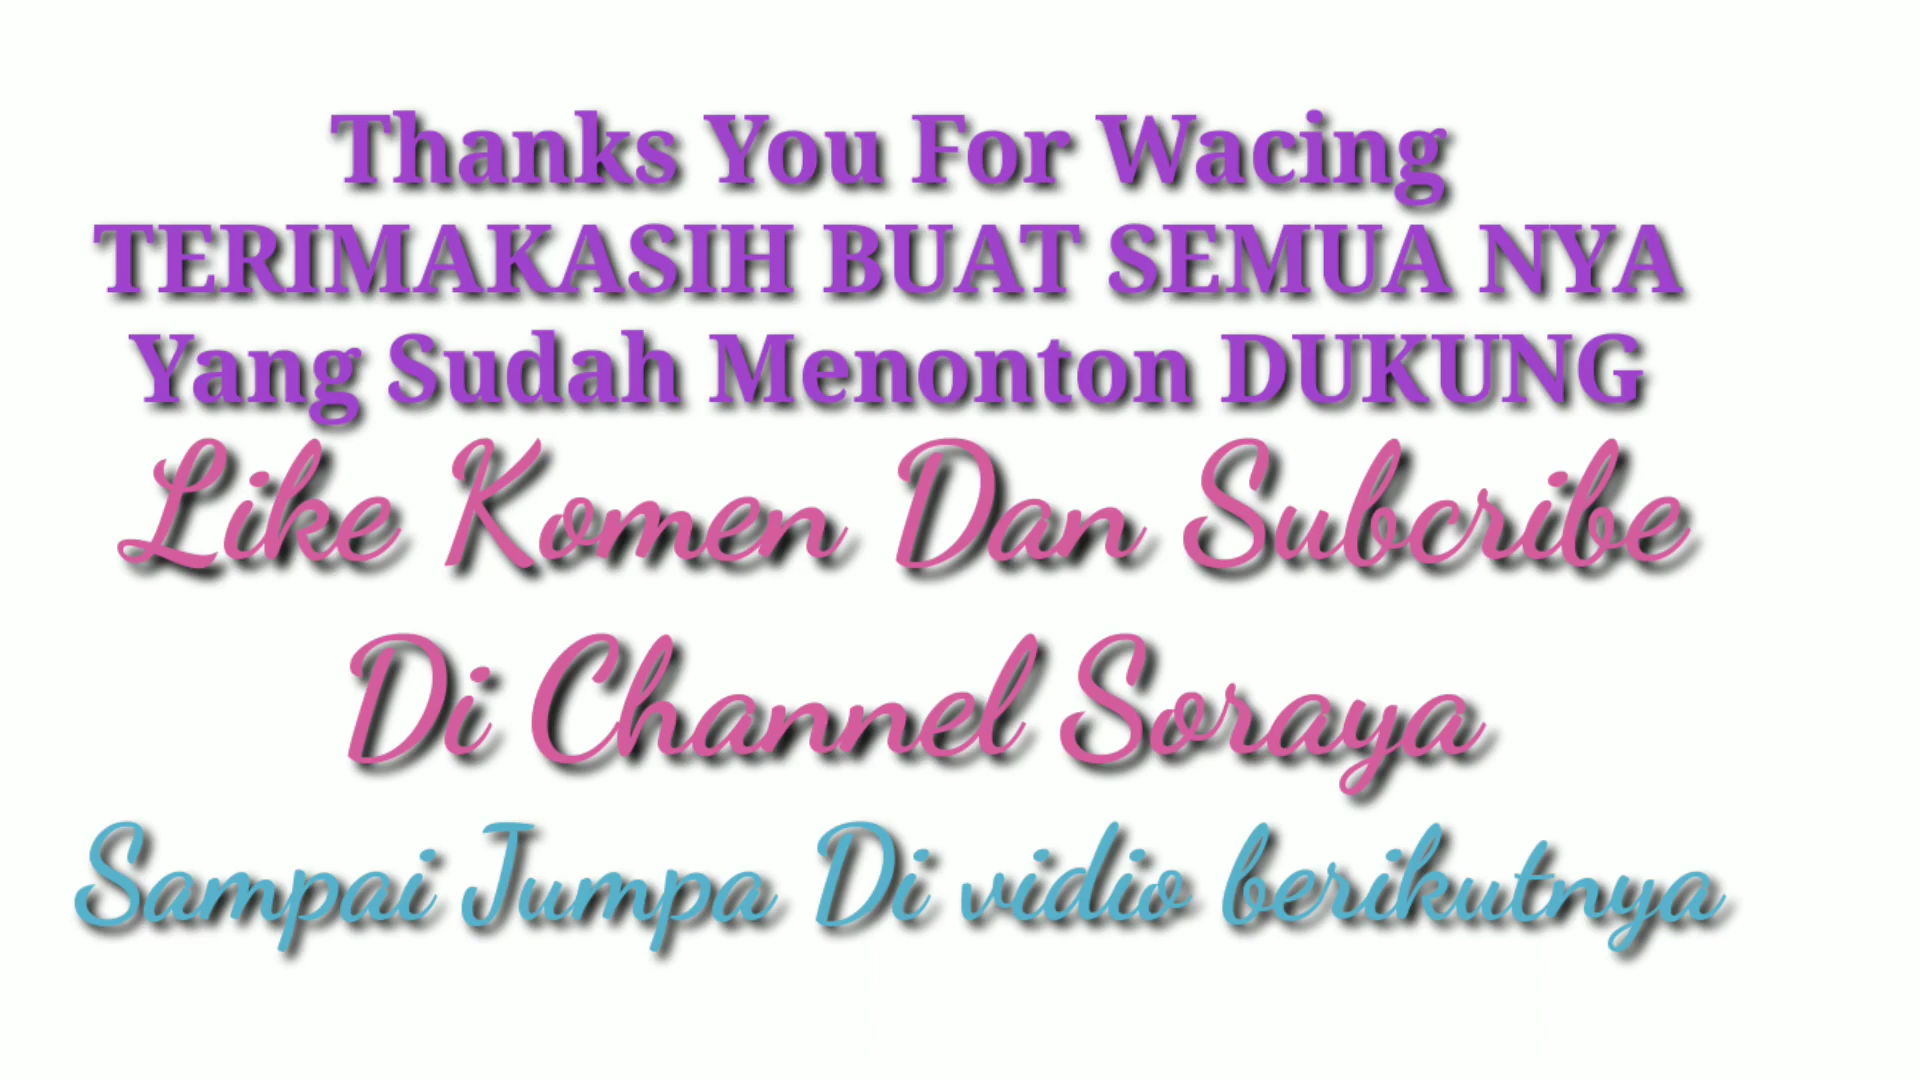 Thanks You For Wacing
TERIMAKASIH BUAT SEMUA NYA
Yang Sudah Menonton DUKUNG
Like Komen Dan Subcribe
Di Channel Soraya
Sampai Jumpa Di vidio berikutnya